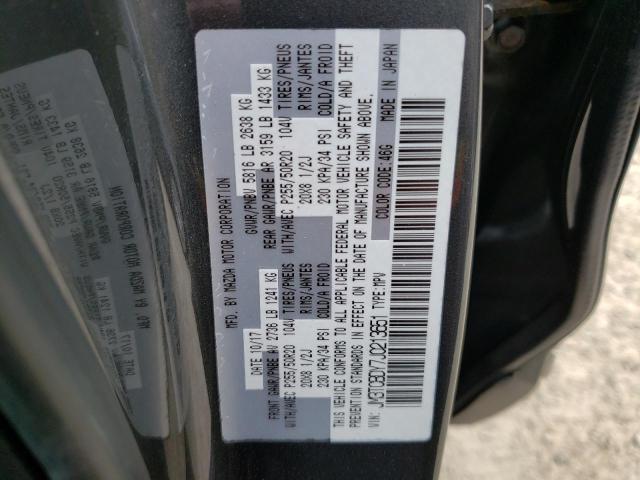 MFD. BY MAZDA MOTOR CORPORATION
DATE 10/17 GVWR/PNBV 5818 LB 2638 KG
FRONT GAWR/PNBE AV 2736 LB 1241 KG REAR GAWR/PNBE AR 3159 LB 1433 KG
WITH/AVEC P255/50R20 104V TIRES/PNEUS WITH/AVEC P255/50R20 104V TIRES/PNEUS
20X8 1/2J RIMS/JANTES 20X8 1/2J RIMS/JANTES
230 KPA/34 PSI COLD/A FROID 230 KPA/34 PSI COLD/A FROID
THIS VEHICLE CONFORMS TO ALL APPLICABLE FEDERAL MOTOR VEHICLE SAFETY AND THEFT
PREVENTION STANDARDS IN EFFECT ON THE DATE OF MANUFACTURE SHOWN ABOVE.
VIN: JM3TCBDY7J0213651 TYPE:MPV COLOR CODE:46G MADE IN JAPAN